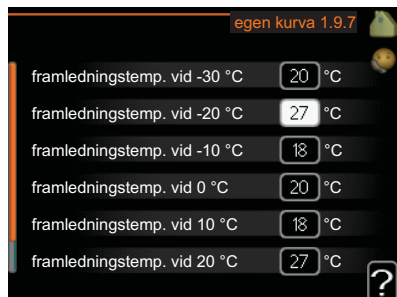 egen kurva 1.9.7
framledningstemp. vid -30 °C 20 °C
framledningstemp. vid -20 °C 27 °C
framledningstemp. vid -10 °C 18 °C
framledningstemp. vid 0 °C 20 °C
framledningstemp. vid 10 °C 18 °C
framledningstemp. vid 20 °C 27 °C
?